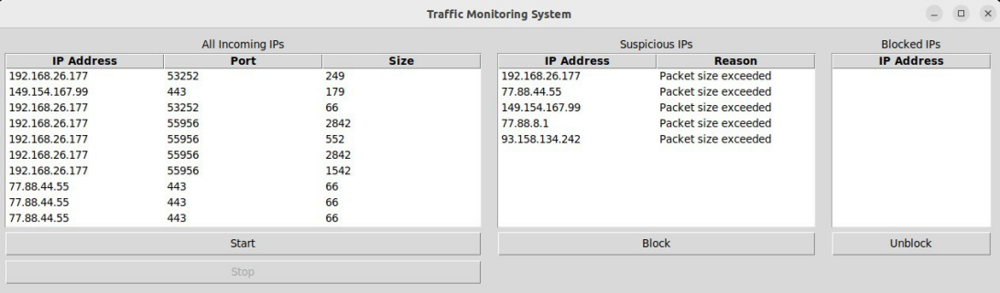 Traffic Monitoring System
All Incoming IPs
IP Address Port Size
192.168.26.177 53252 249
149.154.167.99 443 179
192.168.26.177 53252 66
192.168.26.177 55956 2842
192.168.26.177 55956 552
192.168.26.177 55956 2842
192.168.26.177 55956 1542
77.88.44.55 443 66
77.88.44.55 443 66
77.88.44.55 443 66
Start
Stop
Suspicious IPs
IP Address Reason
192.168.26.177 Packet size exceeded
77.88.44.55 Packet size exceeded
149.154.167.99 Packet size exceeded
77.88.8.1 Packet size exceeded
93.158.134.242 Packet size exceeded
Block
Blocked IPs
IP Address
Unblock